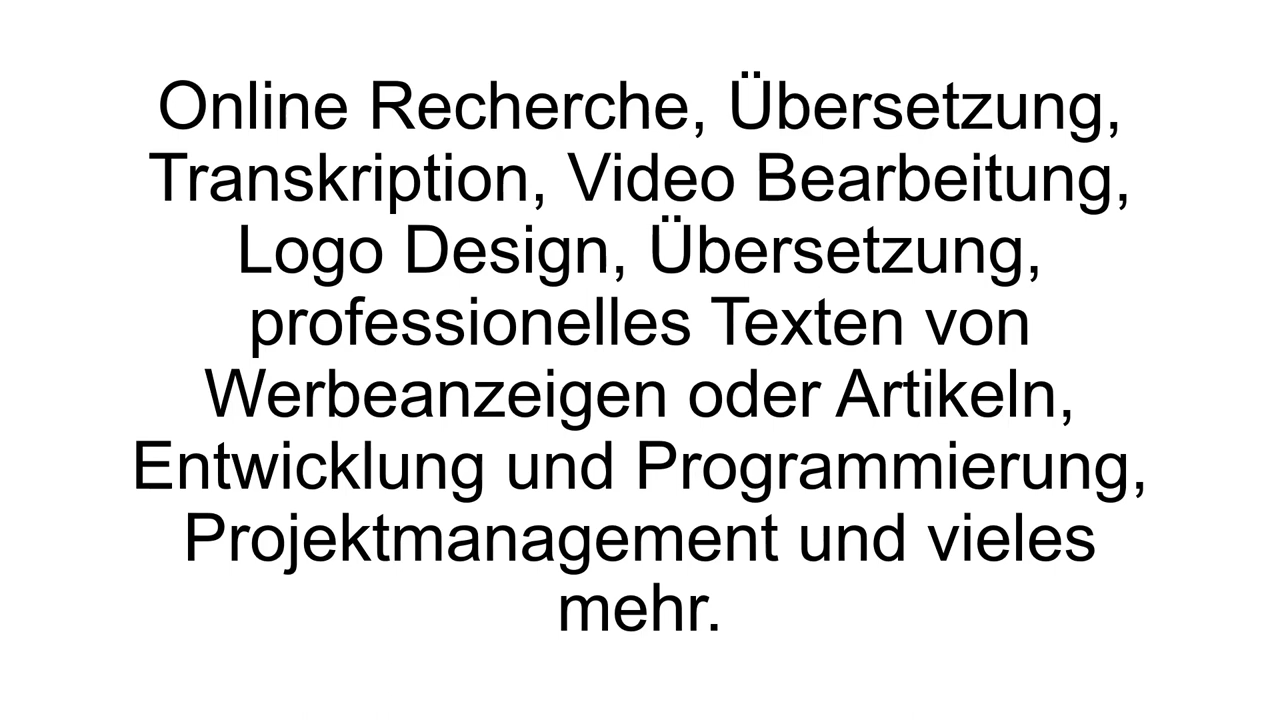 Online Recherche, Übersetzung,
Transkription, Video Bearbeitung,
Logo Design, Übersetzung,
professionelles Texten von
Werbeanzeigen oder Artikeln,
Entwicklung und Programmierung,
Projektmanagement und vieles
mehr.